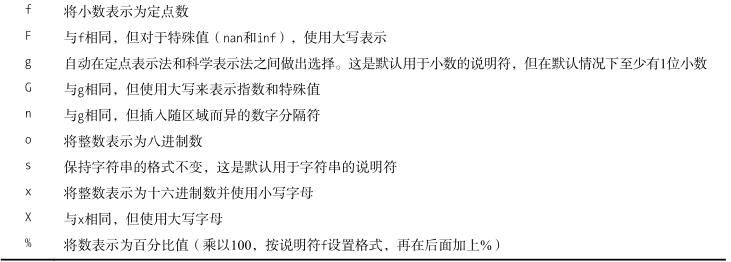 f 将小数表示为定点数
F 与f相同，但对于特殊值（nan和inf），使用大写表示
g 自动在定点表示法和科学表示法之间做出选择。这是默认用于小数的说明符，但在默认情况下至少有1位小数
G 与g相同，但使用大写来表示指数和特殊值
n 与g相同，但插入随区域而异的数字分隔符
o 将整数表示为八进制数
s 保持字符串的格式不变，这是默认用于字符串的说明符
x 将整数表示为十六进制数并使用小写字母
X 与x相同，但使用大写字母
% 将数表示为百分比值（乘以100，按说明符f设置格式，再在后面加上%）